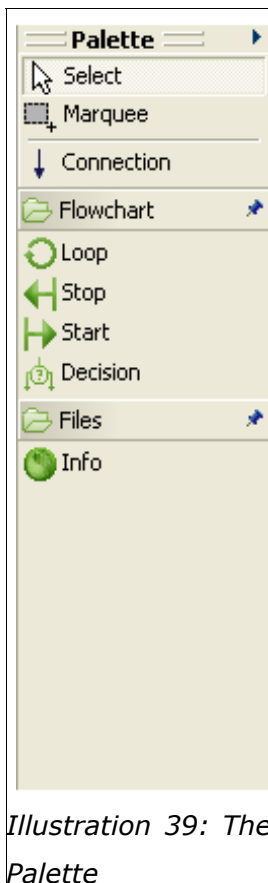 Palette
Select
Marquee
Connection
Flowchart
Loop
Stop
Start
Decision
Files
Info
Illustration 39: The
Palette